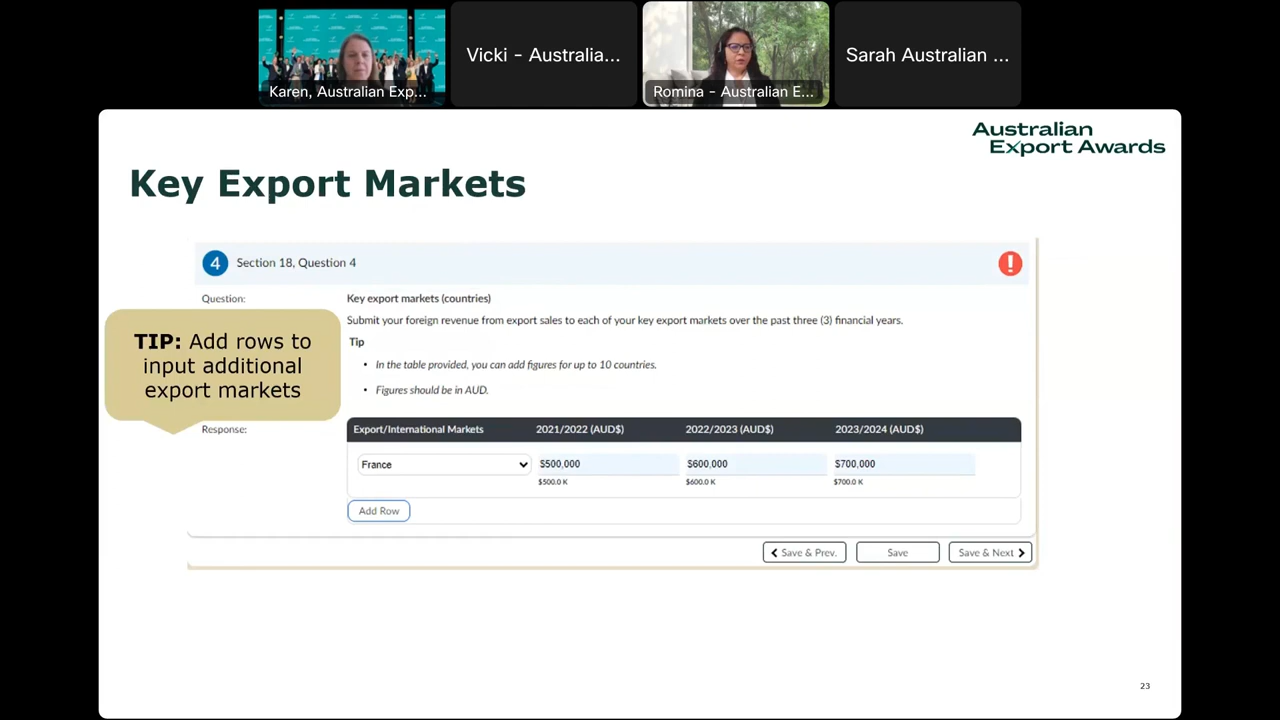 Karen, Australian Exp...
Vicki - Australia...
Romina - Australian E...
Sarah Australian ...
Australian
Export Awards
Key Export Markets
4 Section 18, Question 4 !
Question:
Key export markets (countries)
Submit your foreign revenue from export sales to each of your key export markets over the past three (3) financial years.
TIP: Add rows to
input additional
export markets
Tip
• In the table provided, you can add figures for up to 10 countries.
• Figures should be in AUD.
Response:
Export/International Markets 2021/2022 (AUD$) 2022/2023 (AUD$) 2023/2024 (AUD$)
France $500,000 $600,000 $700,000
$500.0 K $600.0 K $700.0 K
Add Row
Save & Prev. Save Save & Next
23